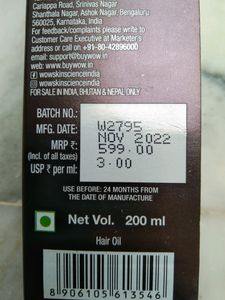 Cariappa Road, Srinivas Nagar
Shanthala Nagar, Ashok Nagar, Bengaluru
560025, Karnataka, India
For feedback/complaints please write to
Customer Care Executive at Marketer's
address or call on +91-80-42896000
email: support@buywow.in
www.buywow.in
wowskinscienceindia
wowskinscienceindia
FOR SALE IN INDIA, BHUTAN & NEPAL ONLY
BATCH NO.: W2795
MFG. DATE: NOV 2022
MRP ₹: 599.00
(incl. of all taxes)
USP ₹ per ml: 3.00
USE BEFORE: 24 MONTHS FROM
THE DATE OF MANUFACTURE
Net Vol. 200 ml
Hair Oil
8 906105 613546